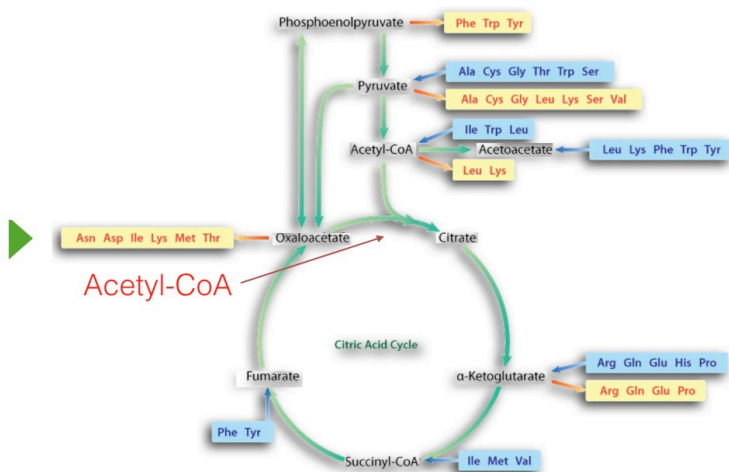 Phosphoenolpyruvate
Phe Trp Tyr
Pyruvate
Ala Cys Gly Thr Trp Ser
Ala Cys Gly Leu Lys Ser Val
Ile Trp Leu
Acetyl-CoA
Acetoacetate
Leu Lys Phe Trp Tyr
Leu Lys
Asn Asp Ile Lys Met Thr
Oxaloacetate
Citrate
Acetyl-CoA
Citric Acid Cycle
Fumarate
α-Ketoglutarate
Arg Gln Glu His Pro
Arg Gln Glu Pro
Phe Tyr
Succinyl-CoA
Ile Met Val